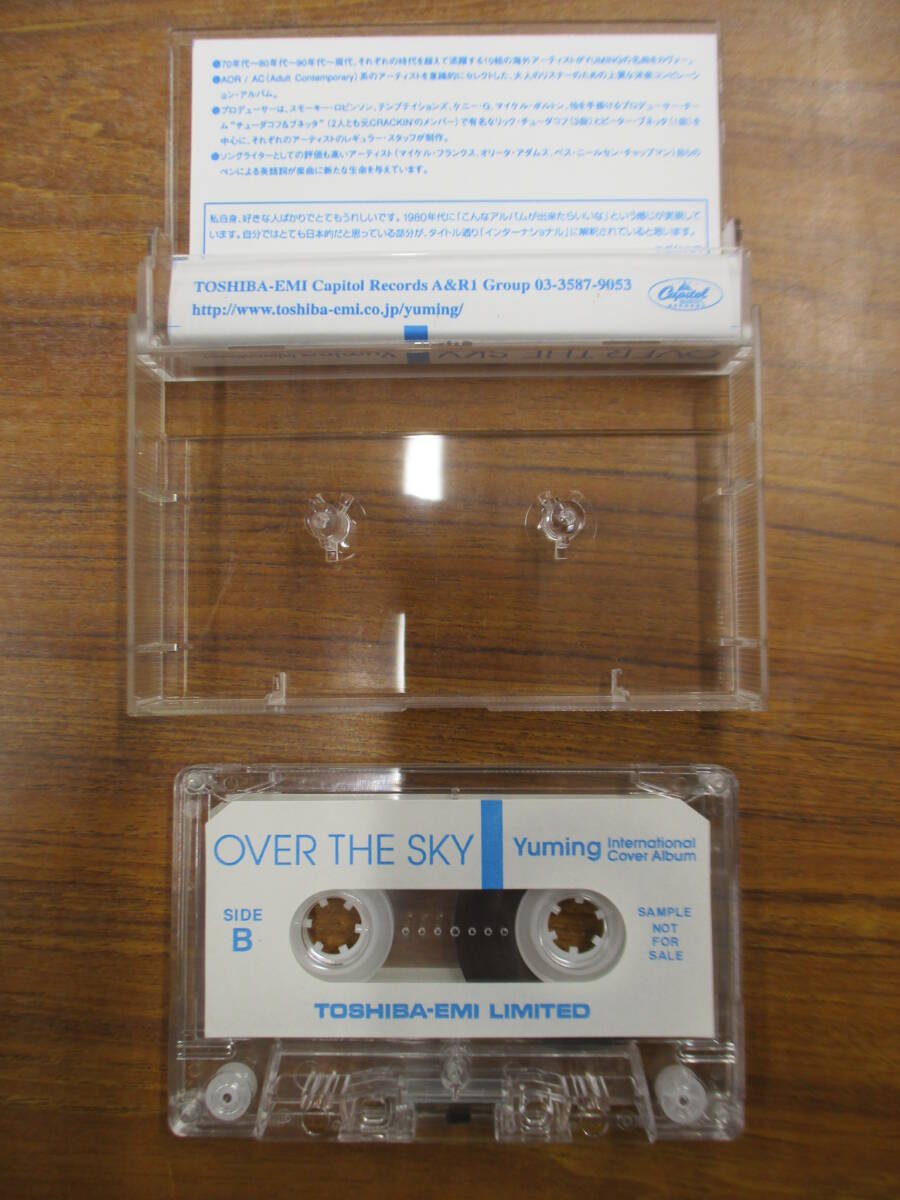 ●70年代〜80年代〜90年代〜現代、それぞれの時代を超えて活躍する10組の海外アーティストがYUMINGの名曲をカヴァー。
●AOR / AC (Adult Contemporary) 系のアーティストを意識的にセレクトした、大人のリスナーのための上質な洋楽コンピレーション・アルバム。
●プロデューサーは、スモーキー・ロビンソン、テンプテイションズ、ケニー・G、マイケル・ボルトン、他を手掛けるプロデューサー・チーム
“チューダコフ&ブネッタ” (2人とも元CRACKIN'のメンバー) で有名なリック・チューダコフ (9曲) とピーター・ブネッタ (1曲) を
中心に、それぞれのアーティストのレギュラー・スタッフが制作。
●ソングライターとしての評価も高いアーティスト (マイケル・フランクス、オリータ・アダムス、ベス・ニールセン・チャップマン) 自らの
ペンによる英語詞が楽曲に新たな生命を与えています。
私自身、好きな人ばかりでとてもうれしいです。1980年代に「こんなアルバムが出来たらいいな」という感じが実現して
います。自分ではとても日本的だと思っている部分が、タイトル通り「インターナショナル」に解釈されていると思います。
TOSHIBA-EMI Capitol Records A&R1 Group 03-3587-9053
http://www.toshiba-emi.co.jp/yuming/
Capitol
RECORDS
OVER THE SKY
Yuming
OVER THE SKY
Yuming International
Cover Album
SIDE
B
SAMPLE
NOT
FOR
SALE
TOSHIBA-EMI LIMITED